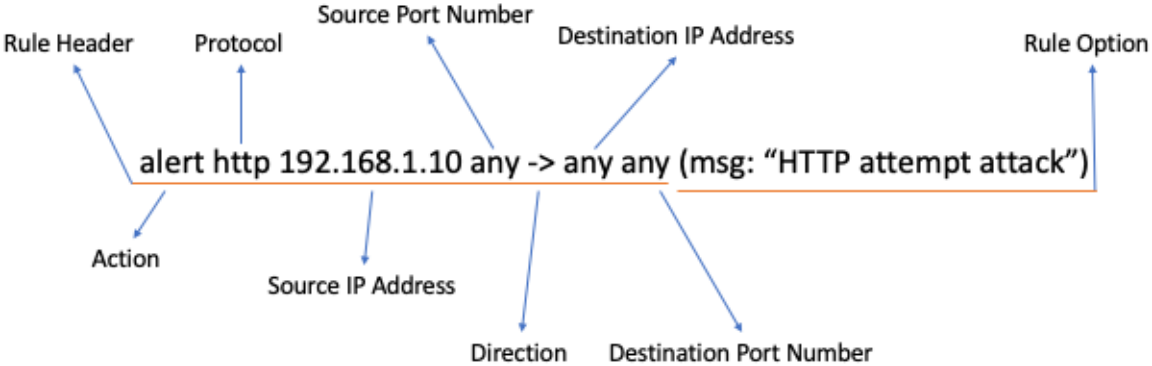 Source Port Number
Destination IP Address
Rule Header
Protocol
Rule Option
alert http 192.168.1.10 any -> any any (msg: “HTTP attempt attack”)
Action
Source IP Address
Direction
Destination Port Number